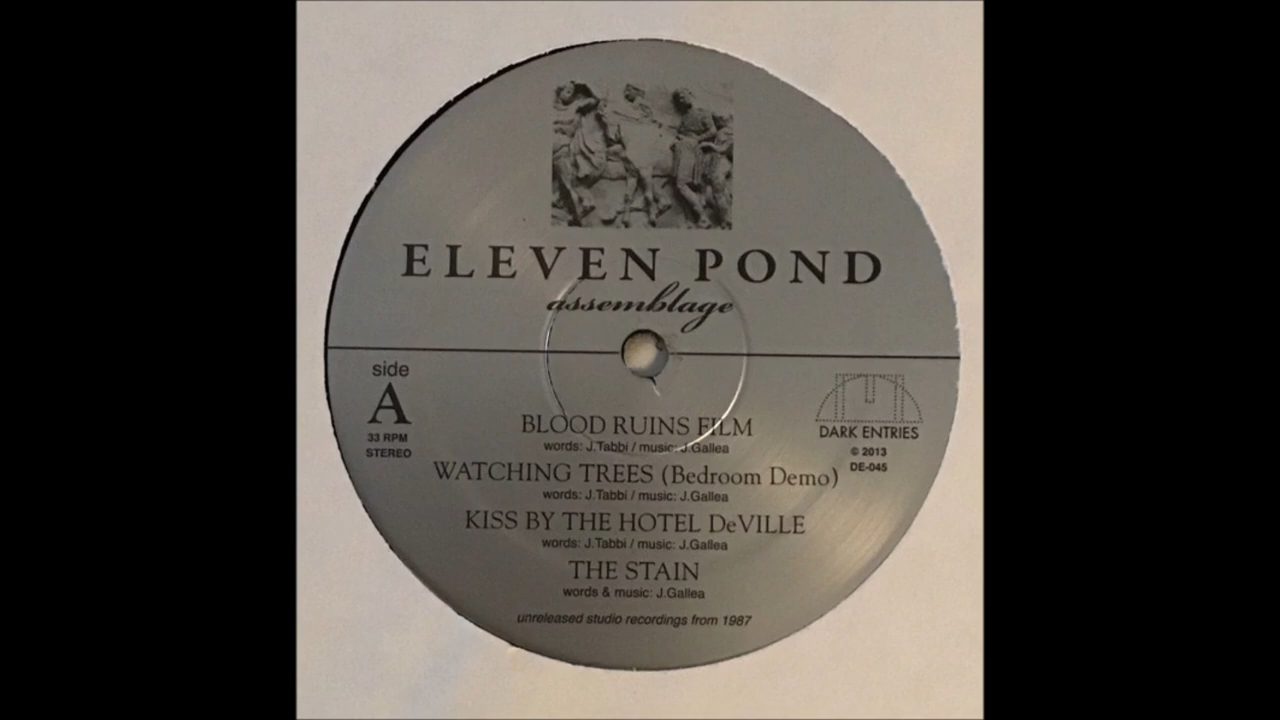 ELEVEN POND
assemblage
side
A
33 RPM
STEREO
DARK ENTRIES
© 2013
DE-045
BLOOD RUINS FILM
words: J.Tabbi / music: J.Gallea
WATCHING TREES (Bedroom Demo)
words: J.Tabbi / music: J.Gallea
KISS BY THE HOTEL DeVILLE
words: J.Tabbi / music: J.Gallea
THE STAIN
words & music: J.Gallea
unreleased studio recordings from 1987